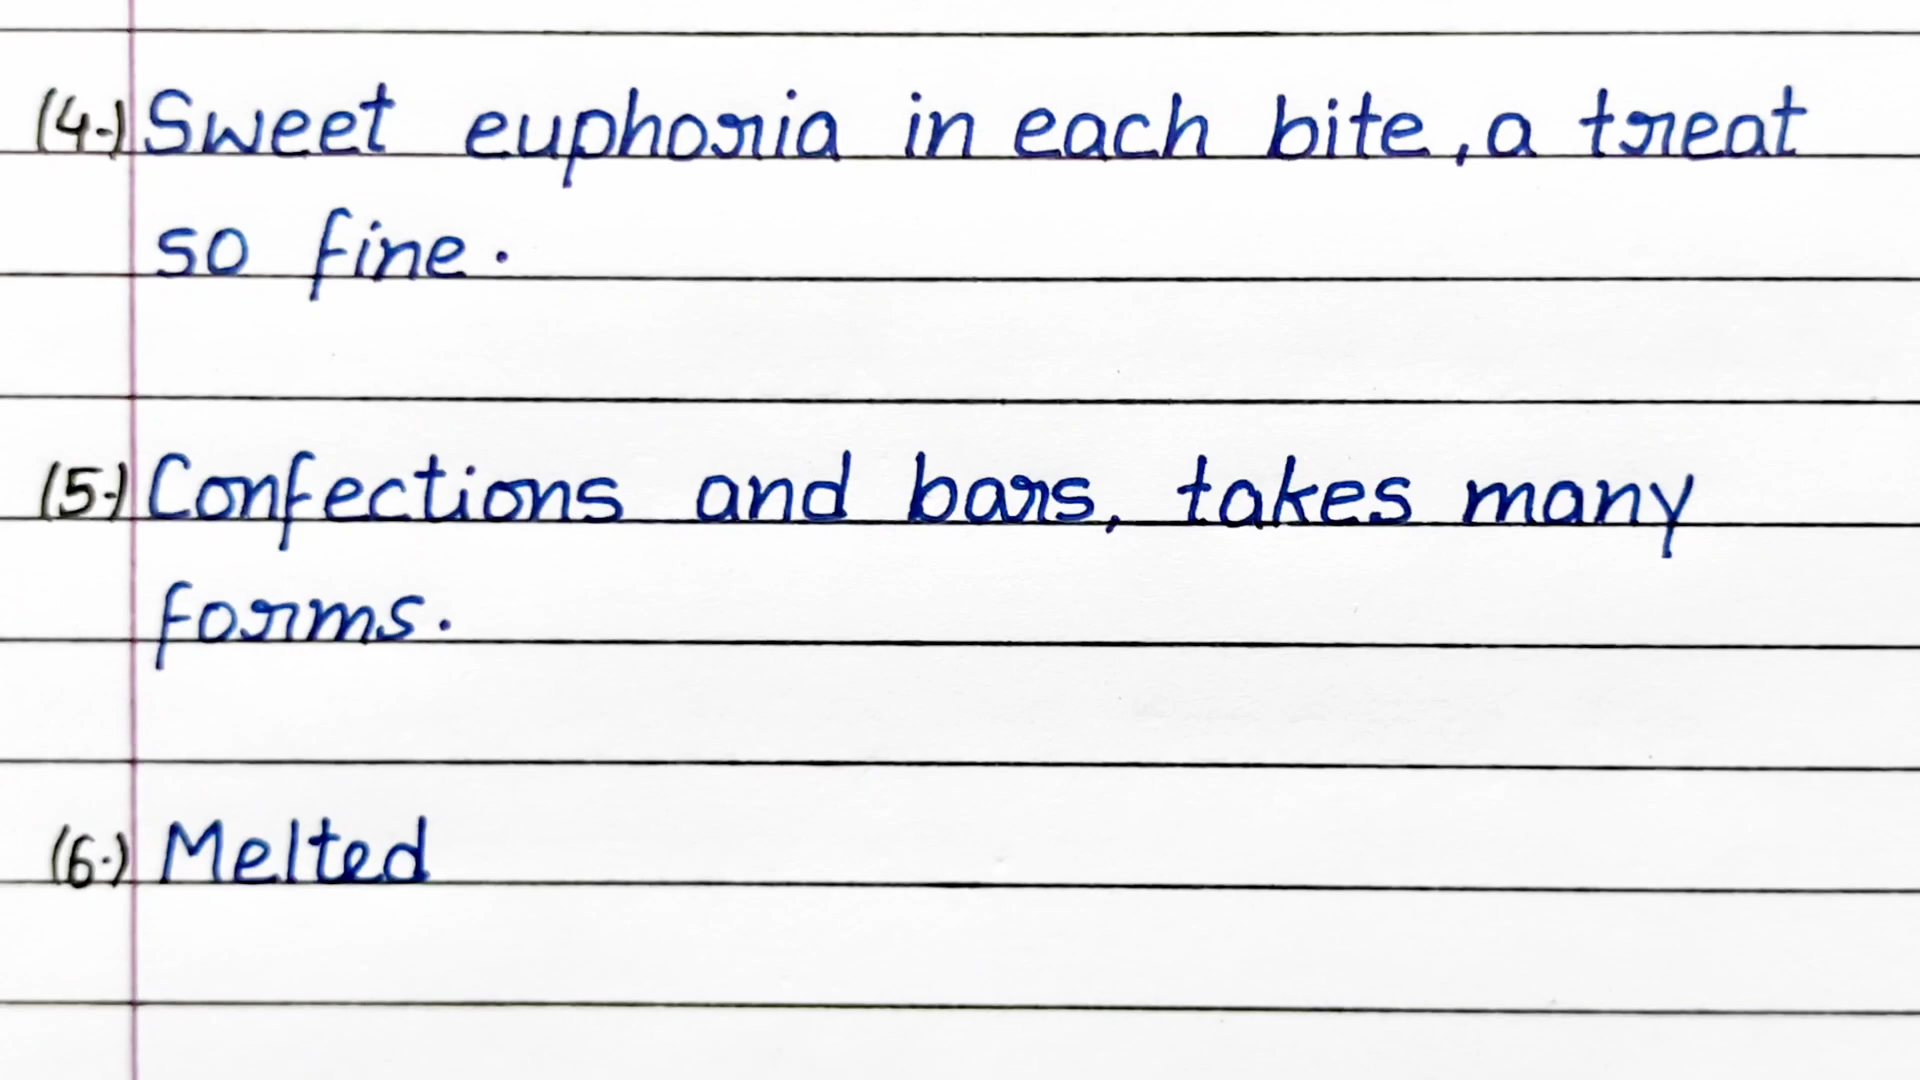 (4.) Sweet euphoria in each bite, a treat
so fine.
(5.) Confections and bars, takes many
forms.
(6.) Melted